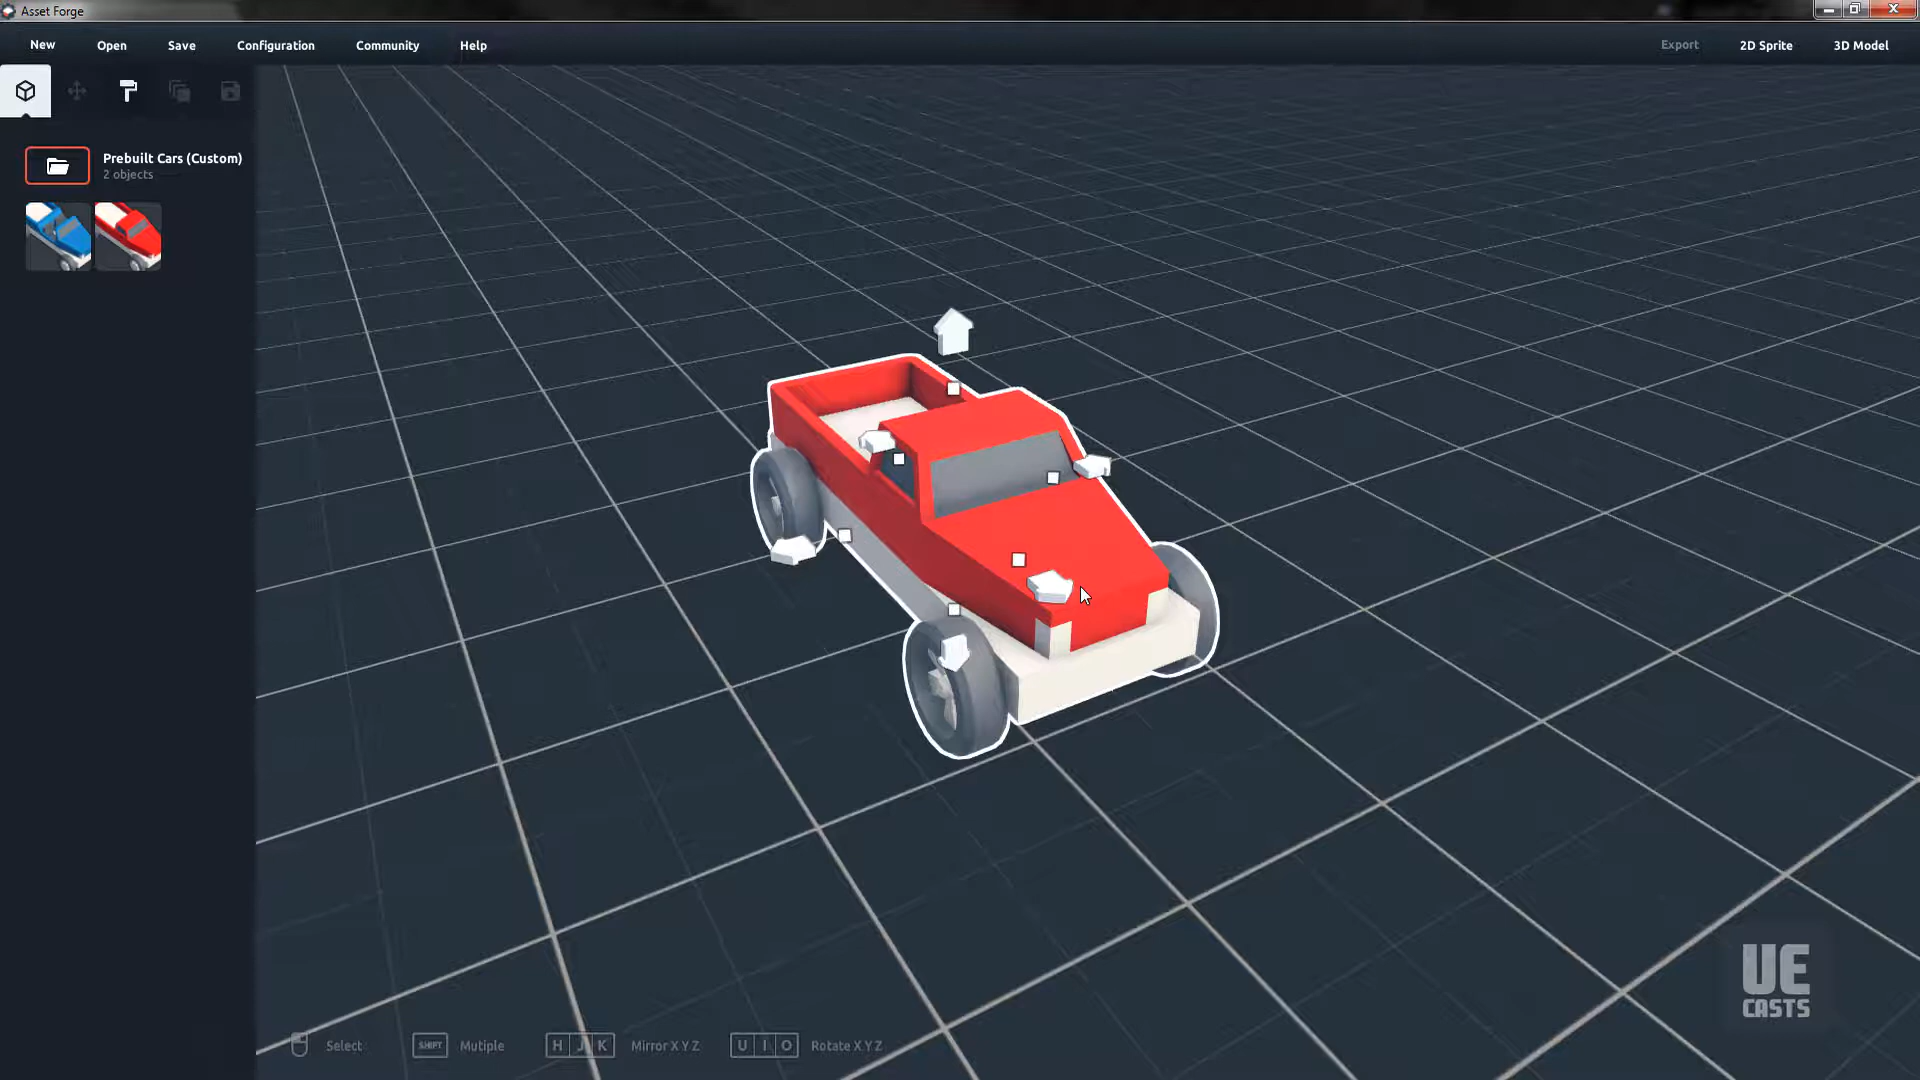 Asset Forge
New Open Save Configuration Community Help Export 2D Sprite 3D Model
Prebuilt Cars (Custom)
2 objects
Select SHIFT Mutiple H J K Mirror X Y Z U I O Rotate X Y Z
UE
CASTS